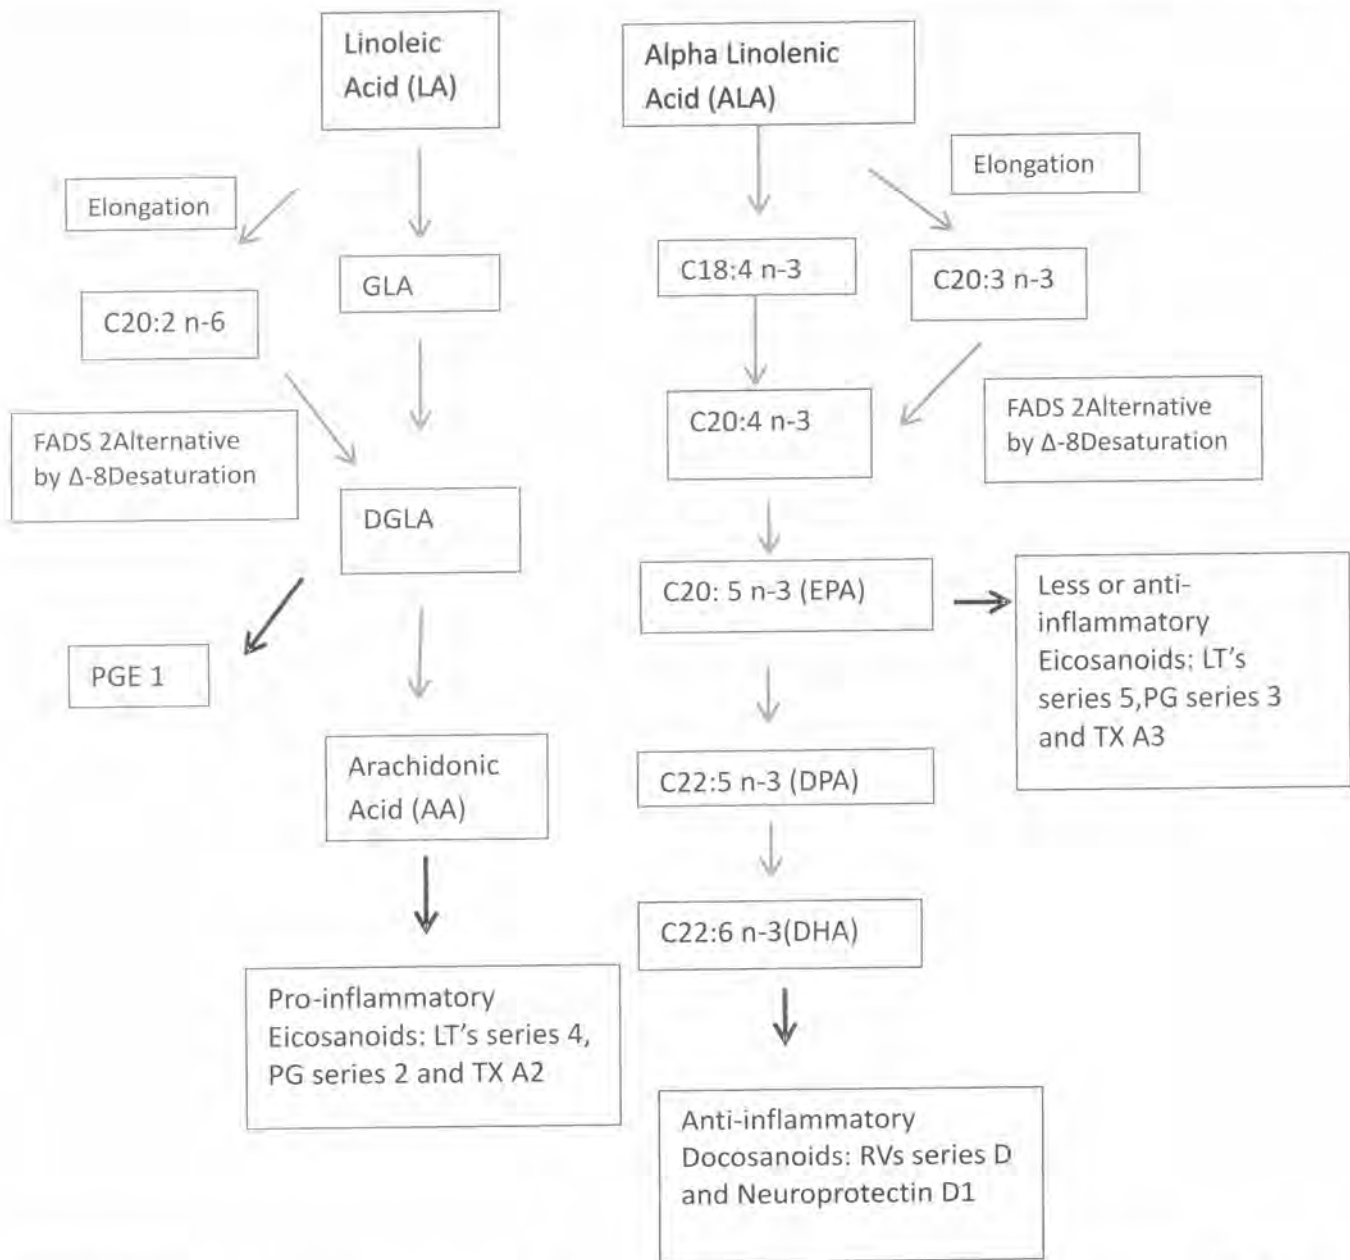 Linoleic
Acid (LA)
Alpha Linolenic
Acid (ALA)
Elongation
Elongation
GLA
C18:4 n-3
C20:3 n-3
C20:2 n-6
C20:4 n-3
FADS 2Alternative
by Δ-8Desaturation
FADS 2Alternative
by Δ-8Desaturation
DGLA
C20: 5 n-3 (EPA)
Less or anti-
inflammatory
Eicosanoids: LT's
series 5,PG series 3
and TX A3
PGE 1
Arachidonic
Acid (AA)
C22:5 n-3 (DPA)
C22:6 n-3(DHA)
Pro-inflammatory
Eicosanoids: LT's series 4,
PG series 2 and TX A2
Anti-inflammatory
Docosanoids: RVs series D
and Neuroprotectin D1